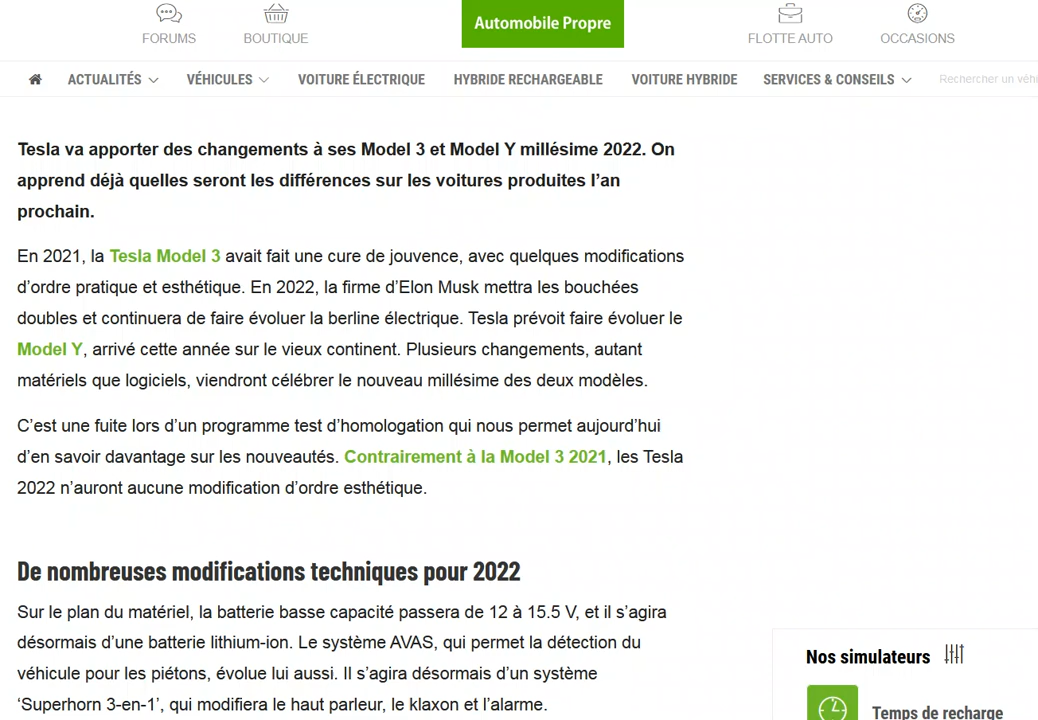 FORUMS
BOUTIQUE
Automobile Propre
FLOTTE AUTO
OCCASIONS
ACTUALITÉS
VÉHICULES
VOITURE ÉLECTRIQUE
HYBRIDE RECHARGEABLE
VOITURE HYBRIDE
SERVICES & CONSEILS
Rechercher un véhi
Tesla va apporter des changements à ses Model 3 et Model Y millésime 2022. On
apprend déjà quelles seront les différences sur les voitures produites l’an
prochain.
En 2021, la Tesla Model 3 avait fait une cure de jouvence, avec quelques modifications
d’ordre pratique et esthétique. En 2022, la firme d’Elon Musk mettra les bouchées
doubles et continuera de faire évoluer la berline électrique. Tesla prévoit faire évoluer le
Model Y, arrivé cette année sur le vieux continent. Plusieurs changements, autant
matériels que logiciels, viendront célébrer le nouveau millésime des deux modèles.
C’est une fuite lors d’un programme test d’homologation qui nous permet aujourd’hui
d’en savoir davantage sur les nouveautés. Contrairement à la Model 3 2021, les Tesla
2022 n’auront aucune modification d’ordre esthétique.
De nombreuses modifications techniques pour 2022
Sur le plan du matériel, la batterie basse capacité passera de 12 à 15.5 V, et il s’agira
désormais d’une batterie lithium-ion. Le système AVAS, qui permet la détection du
véhicule pour les piétons, évolue lui aussi. Il s’agira désormais d’un système
‘Superhorn 3-en-1’, qui modifiera le haut parleur, le klaxon et l’alarme.
Nos simulateurs
Temps de recharge